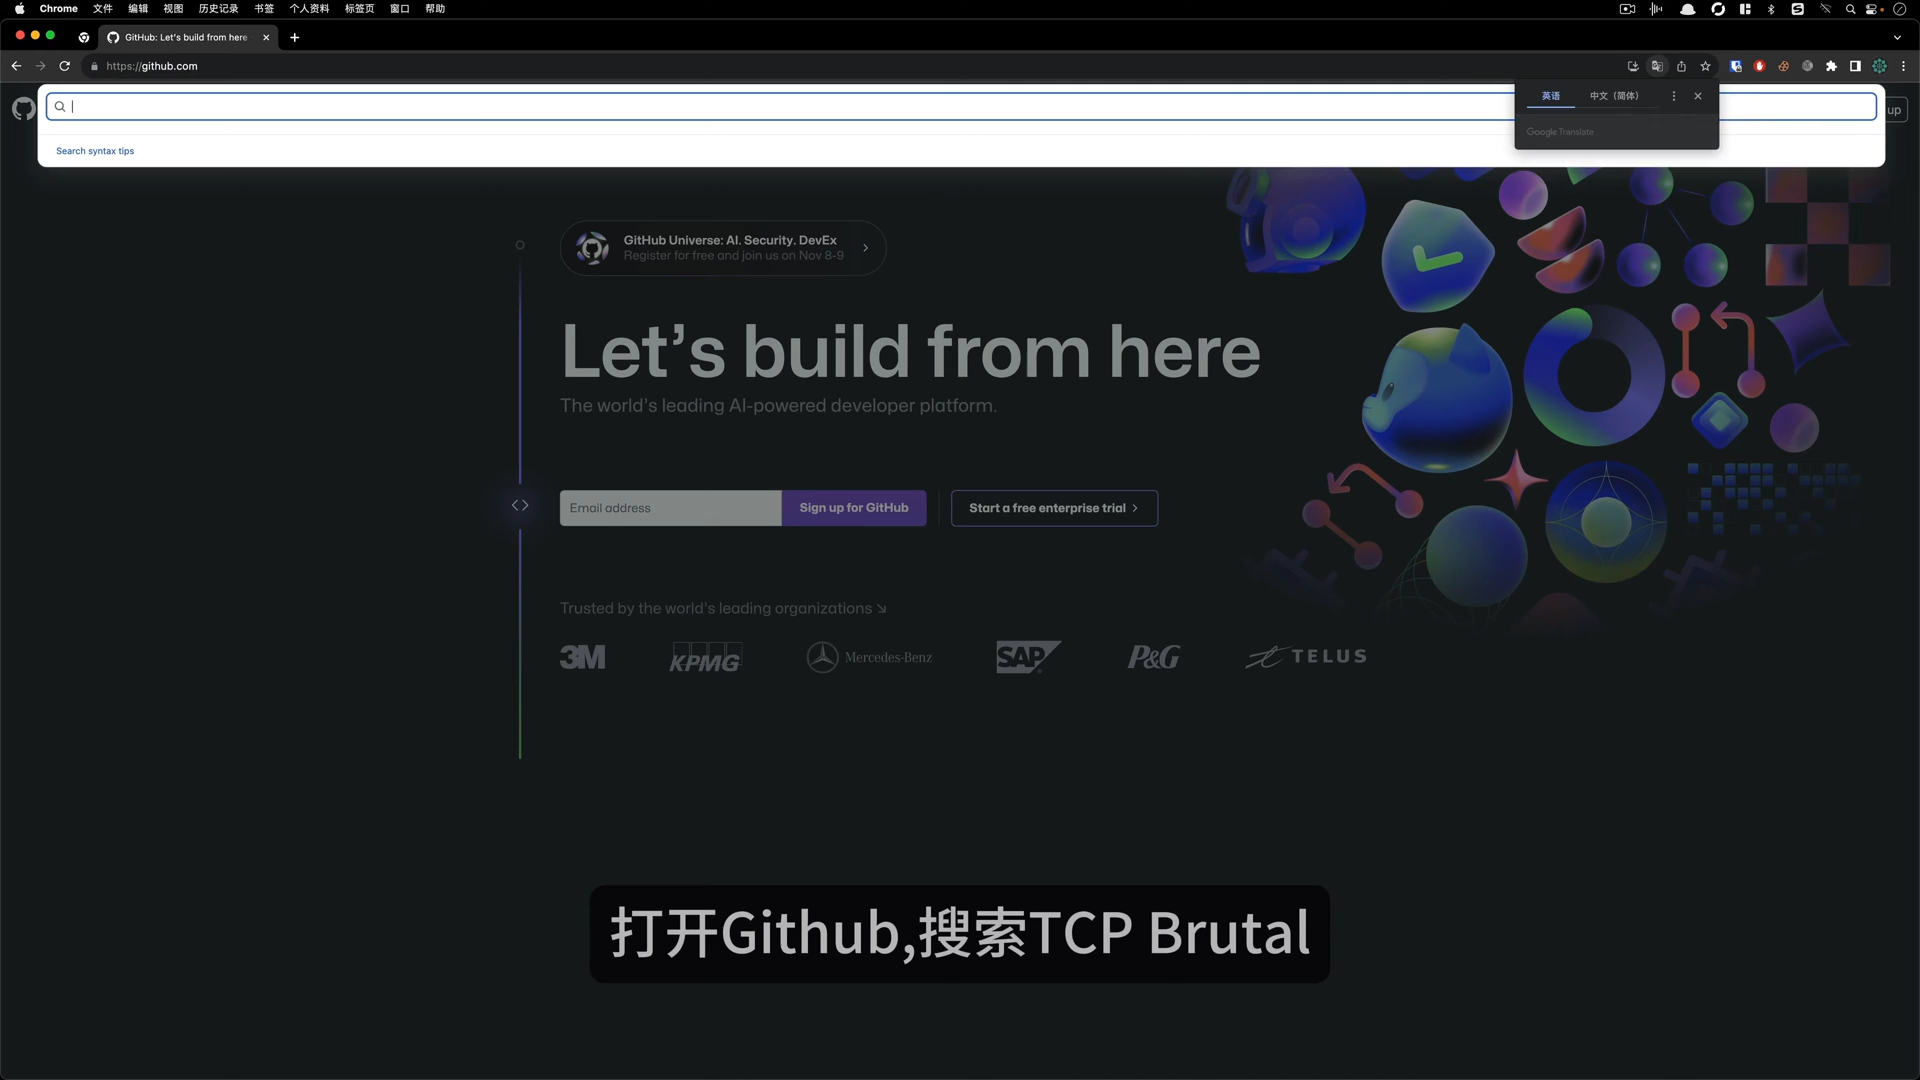 Chrome 文件 编辑 视图 历史记录 书签 个人资料 标签页 窗口 帮助
GitHub: Let's build from here
https://github.com
英语 中文 (简体)
up
Google Translate
Search syntax tips
GitHub Universe: AI. Security. DevEx
Register for free and join us on Nov 8-9
Let's build from here
The world's leading AI-powered developer platform.
Email address Sign up for GitHub Start a free enterprise trial
Trusted by the world's leading organizations
3M KPMG Mercedes-Benz SAP P&G TELUS
打开Github,搜索TCP Brutal